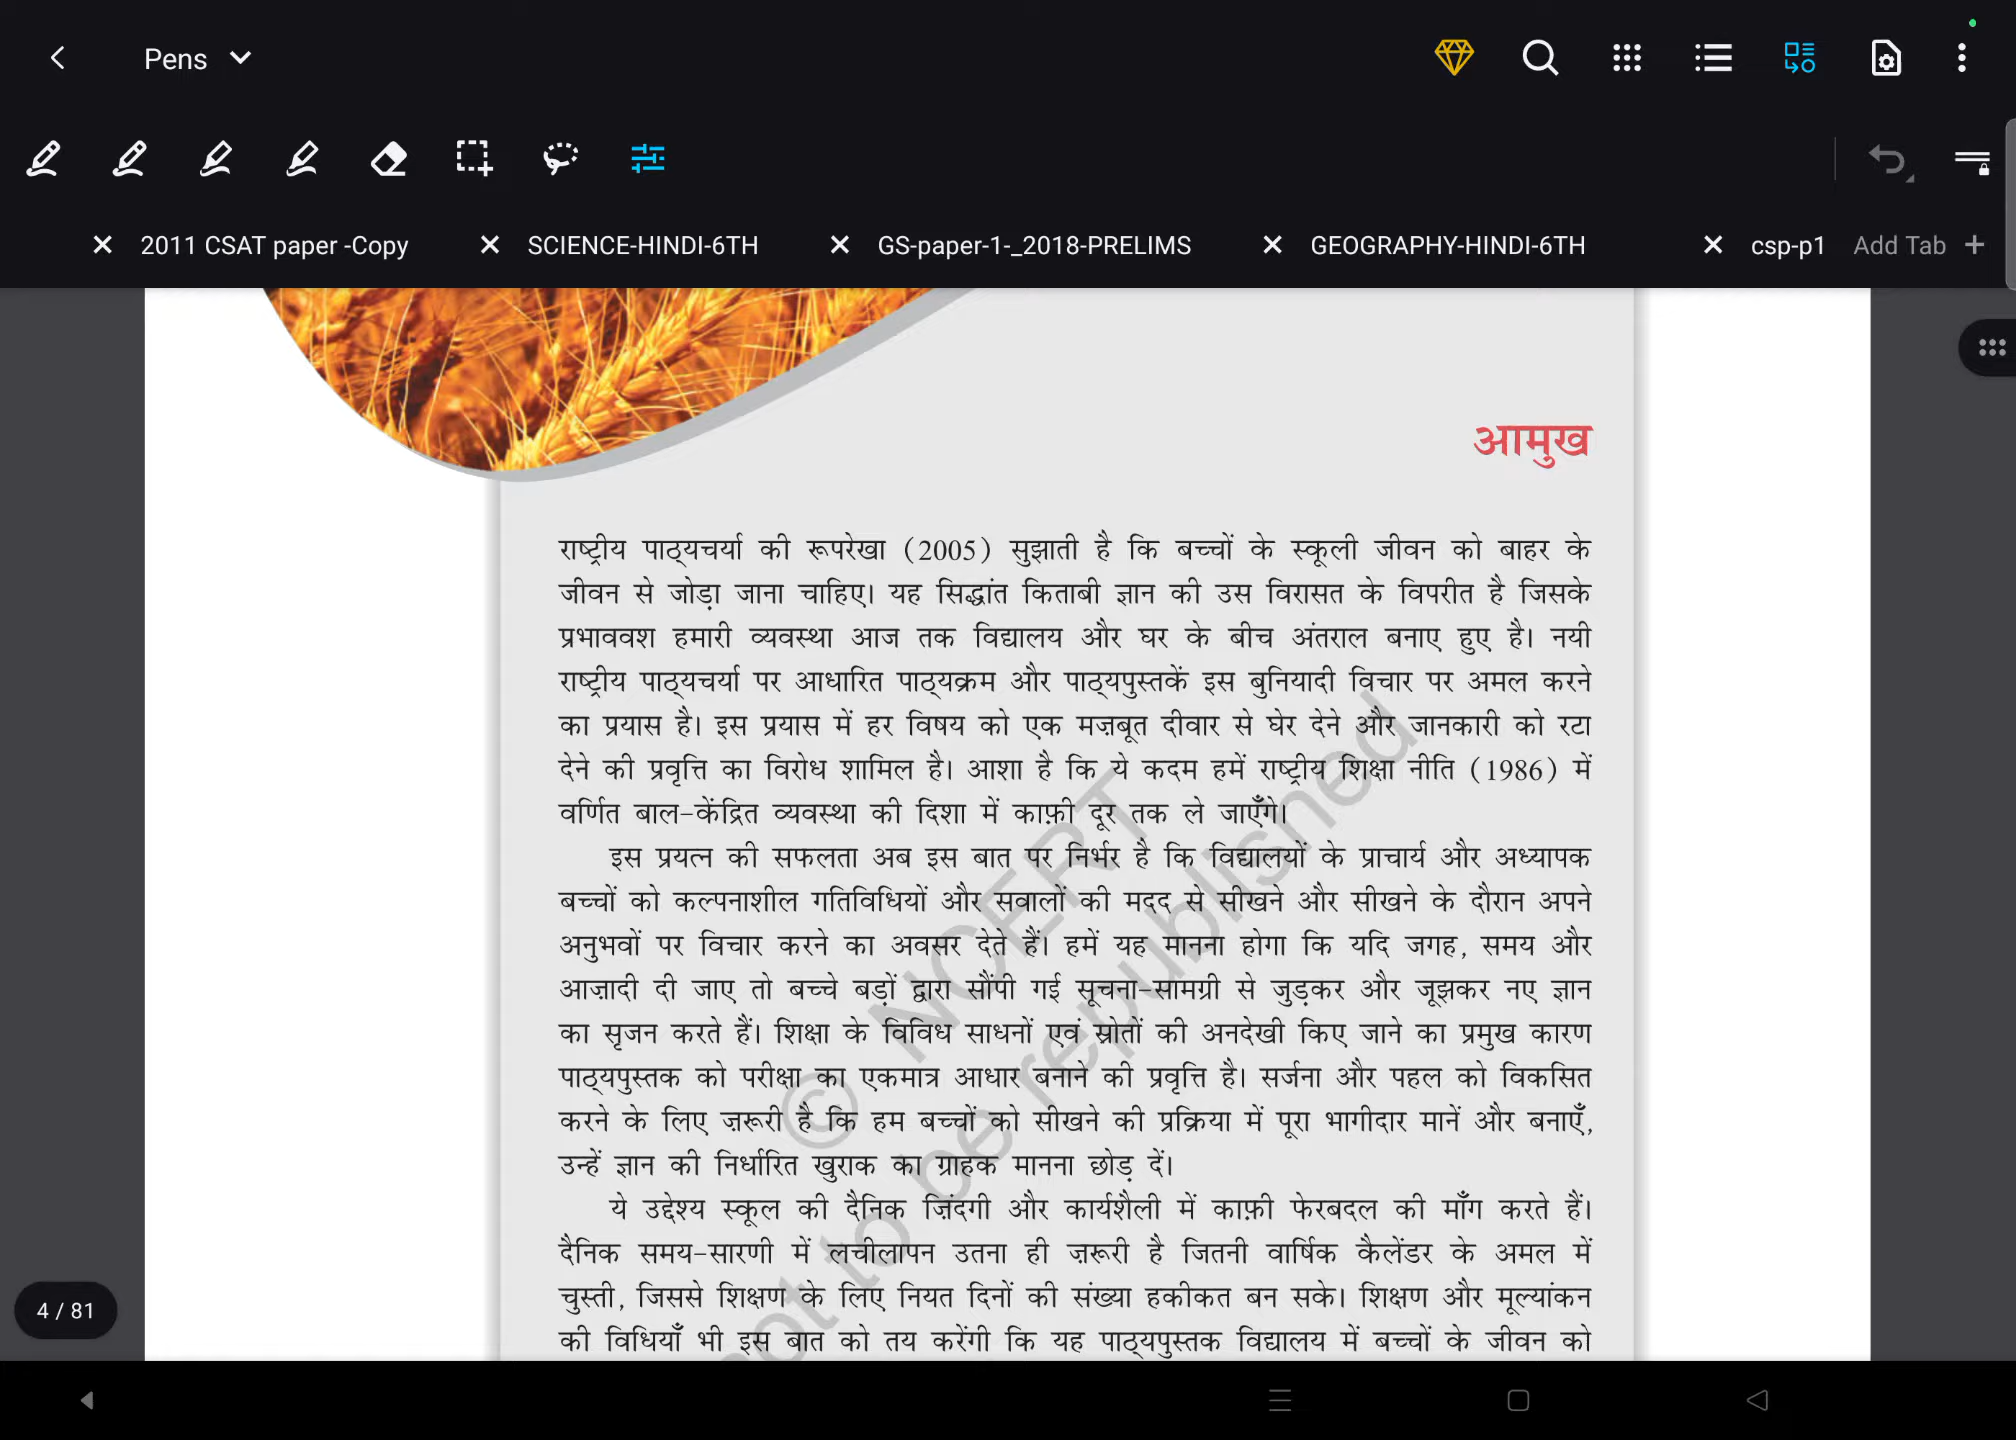 Pens
2011 CSAT paper -Copy
SCIENCE-HINDI-6TH
GS-paper-1-_2018-PRELIMS
GEOGRAPHY-HINDI-6TH
csp-p1
Add Tab +
आमुख
राष्ट्रीय पाठ्यचर्या की रूपरेखा (2005) सुझाती है कि बच्चों के स्कूली जीवन को बाहर के
जीवन से जोड़ा जाना चाहिए। यह सिद्धांत किताबी ज्ञान की उस विरासत के विपरीत है जिसके
प्रभाववश हमारी व्यवस्था आज तक विद्यालय और घर के बीच अंतराल बनाए हुए है। नयी
राष्ट्रीय पाठ्यचर्या पर आधारित पाठ्यक्रम और पाठ्यपुस्तकें इस बुनियादी विचार पर अमल करने
का प्रयास है। इस प्रयास में हर विषय को एक मज़बूत दीवार से घेर देने और जानकारी को रटा
देने की प्रवृत्ति का विरोध शामिल है। आशा है कि ये कदम हमें राष्ट्रीय शिक्षा नीति (1986) में
वर्णित बाल-केंद्रित व्यवस्था की दिशा में काफ़ी दूर तक ले जाएँगे।
इस प्रयत्न की सफलता अब इस बात पर निर्भर है कि विद्यालयों के प्राचार्य और अध्यापक
बच्चों को कल्पनाशील गतिविधियों और सवालों की मदद से सीखने और सीखने के दौरान अपने
अनुभवों पर विचार करने का अवसर देते हैं। हमें यह मानना होगा कि यदि जगह, समय और
आज़ादी दी जाए तो बच्चे बड़ों द्वारा सौंपी गई सूचना-सामग्री से जुड़कर और जूझकर नए ज्ञान
का सृजन करते हैं। शिक्षा के विविध साधनों एवं स्रोतों की अनदेखी किए जाने का प्रमुख कारण
पाठ्यपुस्तक को परीक्षा का एकमात्र आधार बनाने की प्रवृत्ति है। सर्जना और पहल को विकसित
करने के लिए ज़रूरी है कि हम बच्चों को सीखने की प्रक्रिया में पूरा भागीदार मानें और बनाएँ,
उन्हें ज्ञान की निर्धारित खुराक का ग्राहक मानना छोड़ दें।
ये उद्देश्य स्कूल की दैनिक ज़िंदगी और कार्यशैली में काफ़ी फेरबदल की माँग करते हैं।
दैनिक समय-सारणी में लचीलापन उतना ही ज़रूरी है जितनी वार्षिक कैलेंडर के अमल में
चुस्ती, जिससे शिक्षण के लिए नियत दिनों की संख्या हकीकत बन सके। शिक्षण और मूल्यांकन
की विधियाँ भी इस बात को तय करेंगी कि यह पाठ्यपुस्तक विद्यालय में बच्चों के जीवन को
© NCERT
not to be republished
4 / 81